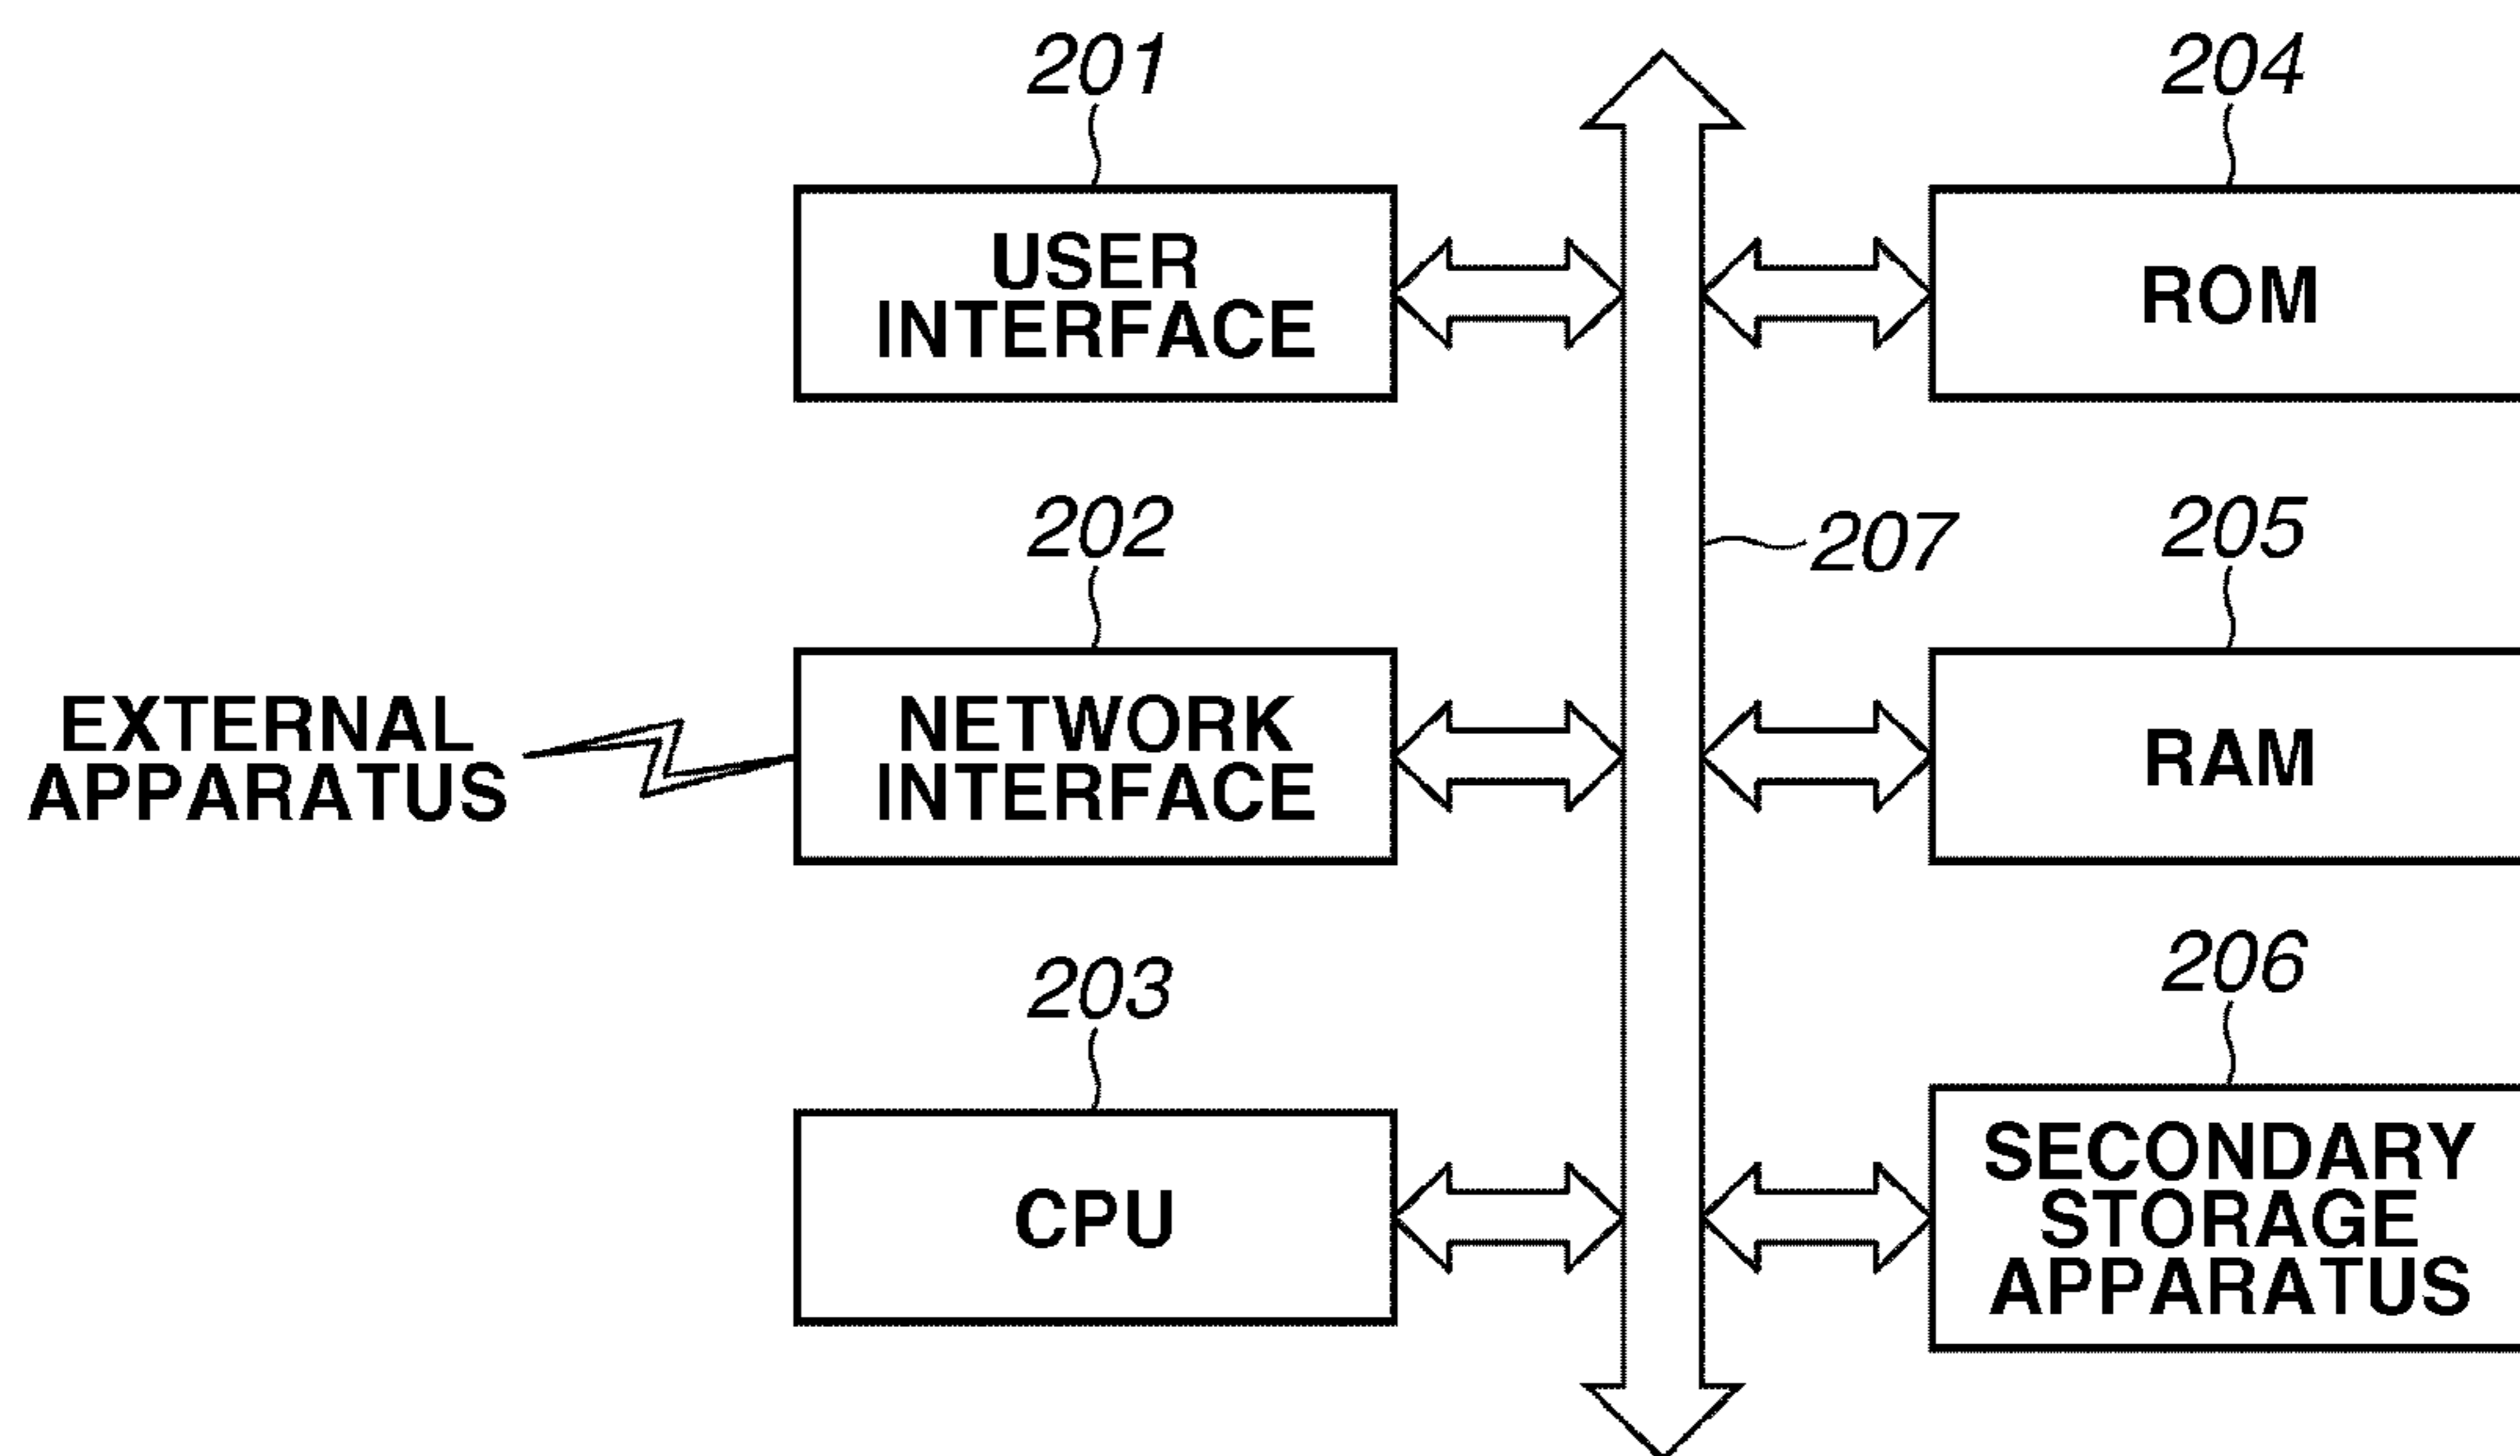 201
USER
INTERFACE
204
ROM
202
NETWORK
INTERFACE
207
205
RAM
EXTERNAL
APPARATUS
203
CPU
206
SECONDARY
STORAGE
APPARATUS